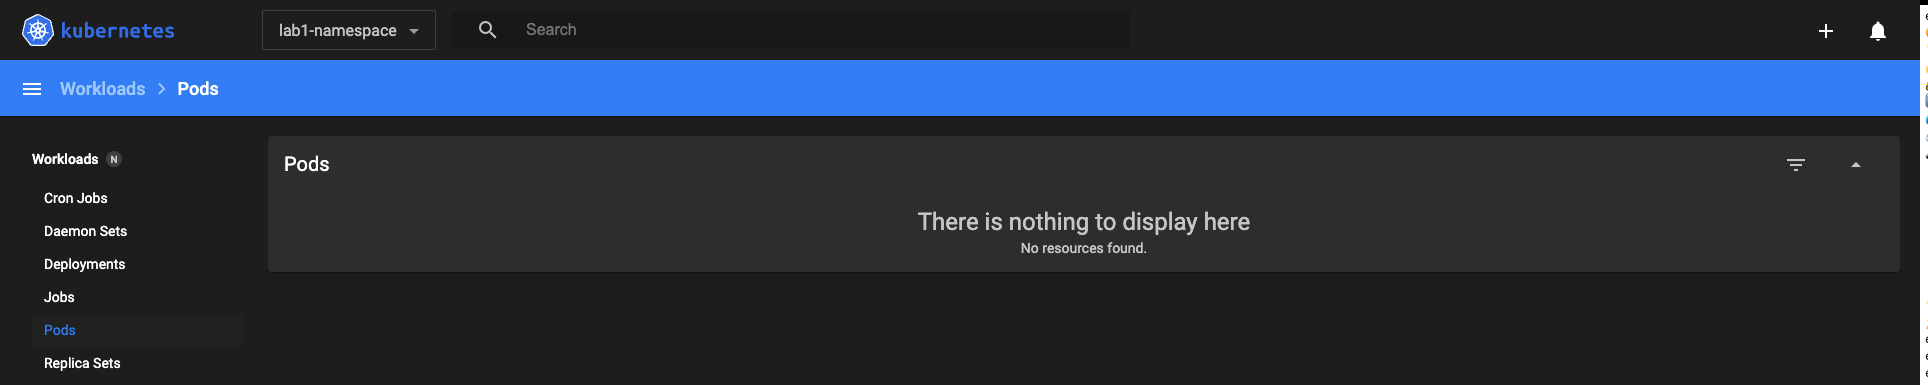 kubernetes
lab1-namespace
Search
Workloads > Pods
Workloads N
Cron Jobs
Daemon Sets
Deployments
Jobs
Pods
Replica Sets
Pods
There is nothing to display here
No resources found.